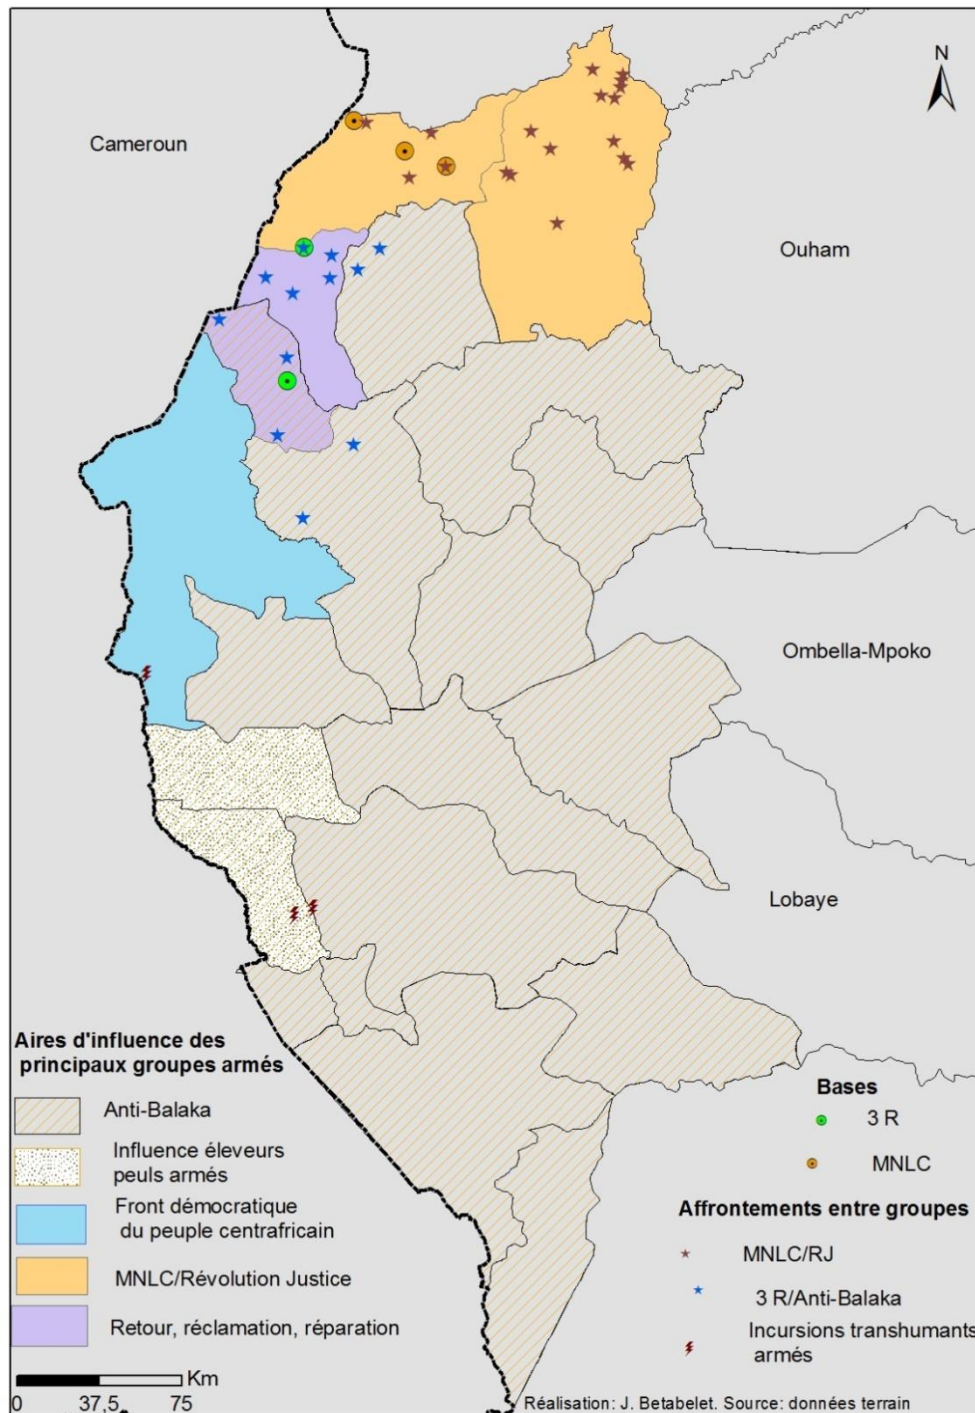 N
Cameroun
Ouham
Ombella-Mpoko
Lobaye
Aires d'influence des
principaux groupes armés
Anti-Balaka
Influence éleveurs
peuls armés
Front démocratique
du peuple centrafricain
MNLC/Révolution Justice
Retour, réclamation, réparation
Km
0 37,5 75
Bases
3 R
MNLC
Affrontements entre groupes
MNLC/RJ
3 R/Anti-Balaka
Incursions transhumants
armés
Réalisation: J. Betabelet. Source: données terrain